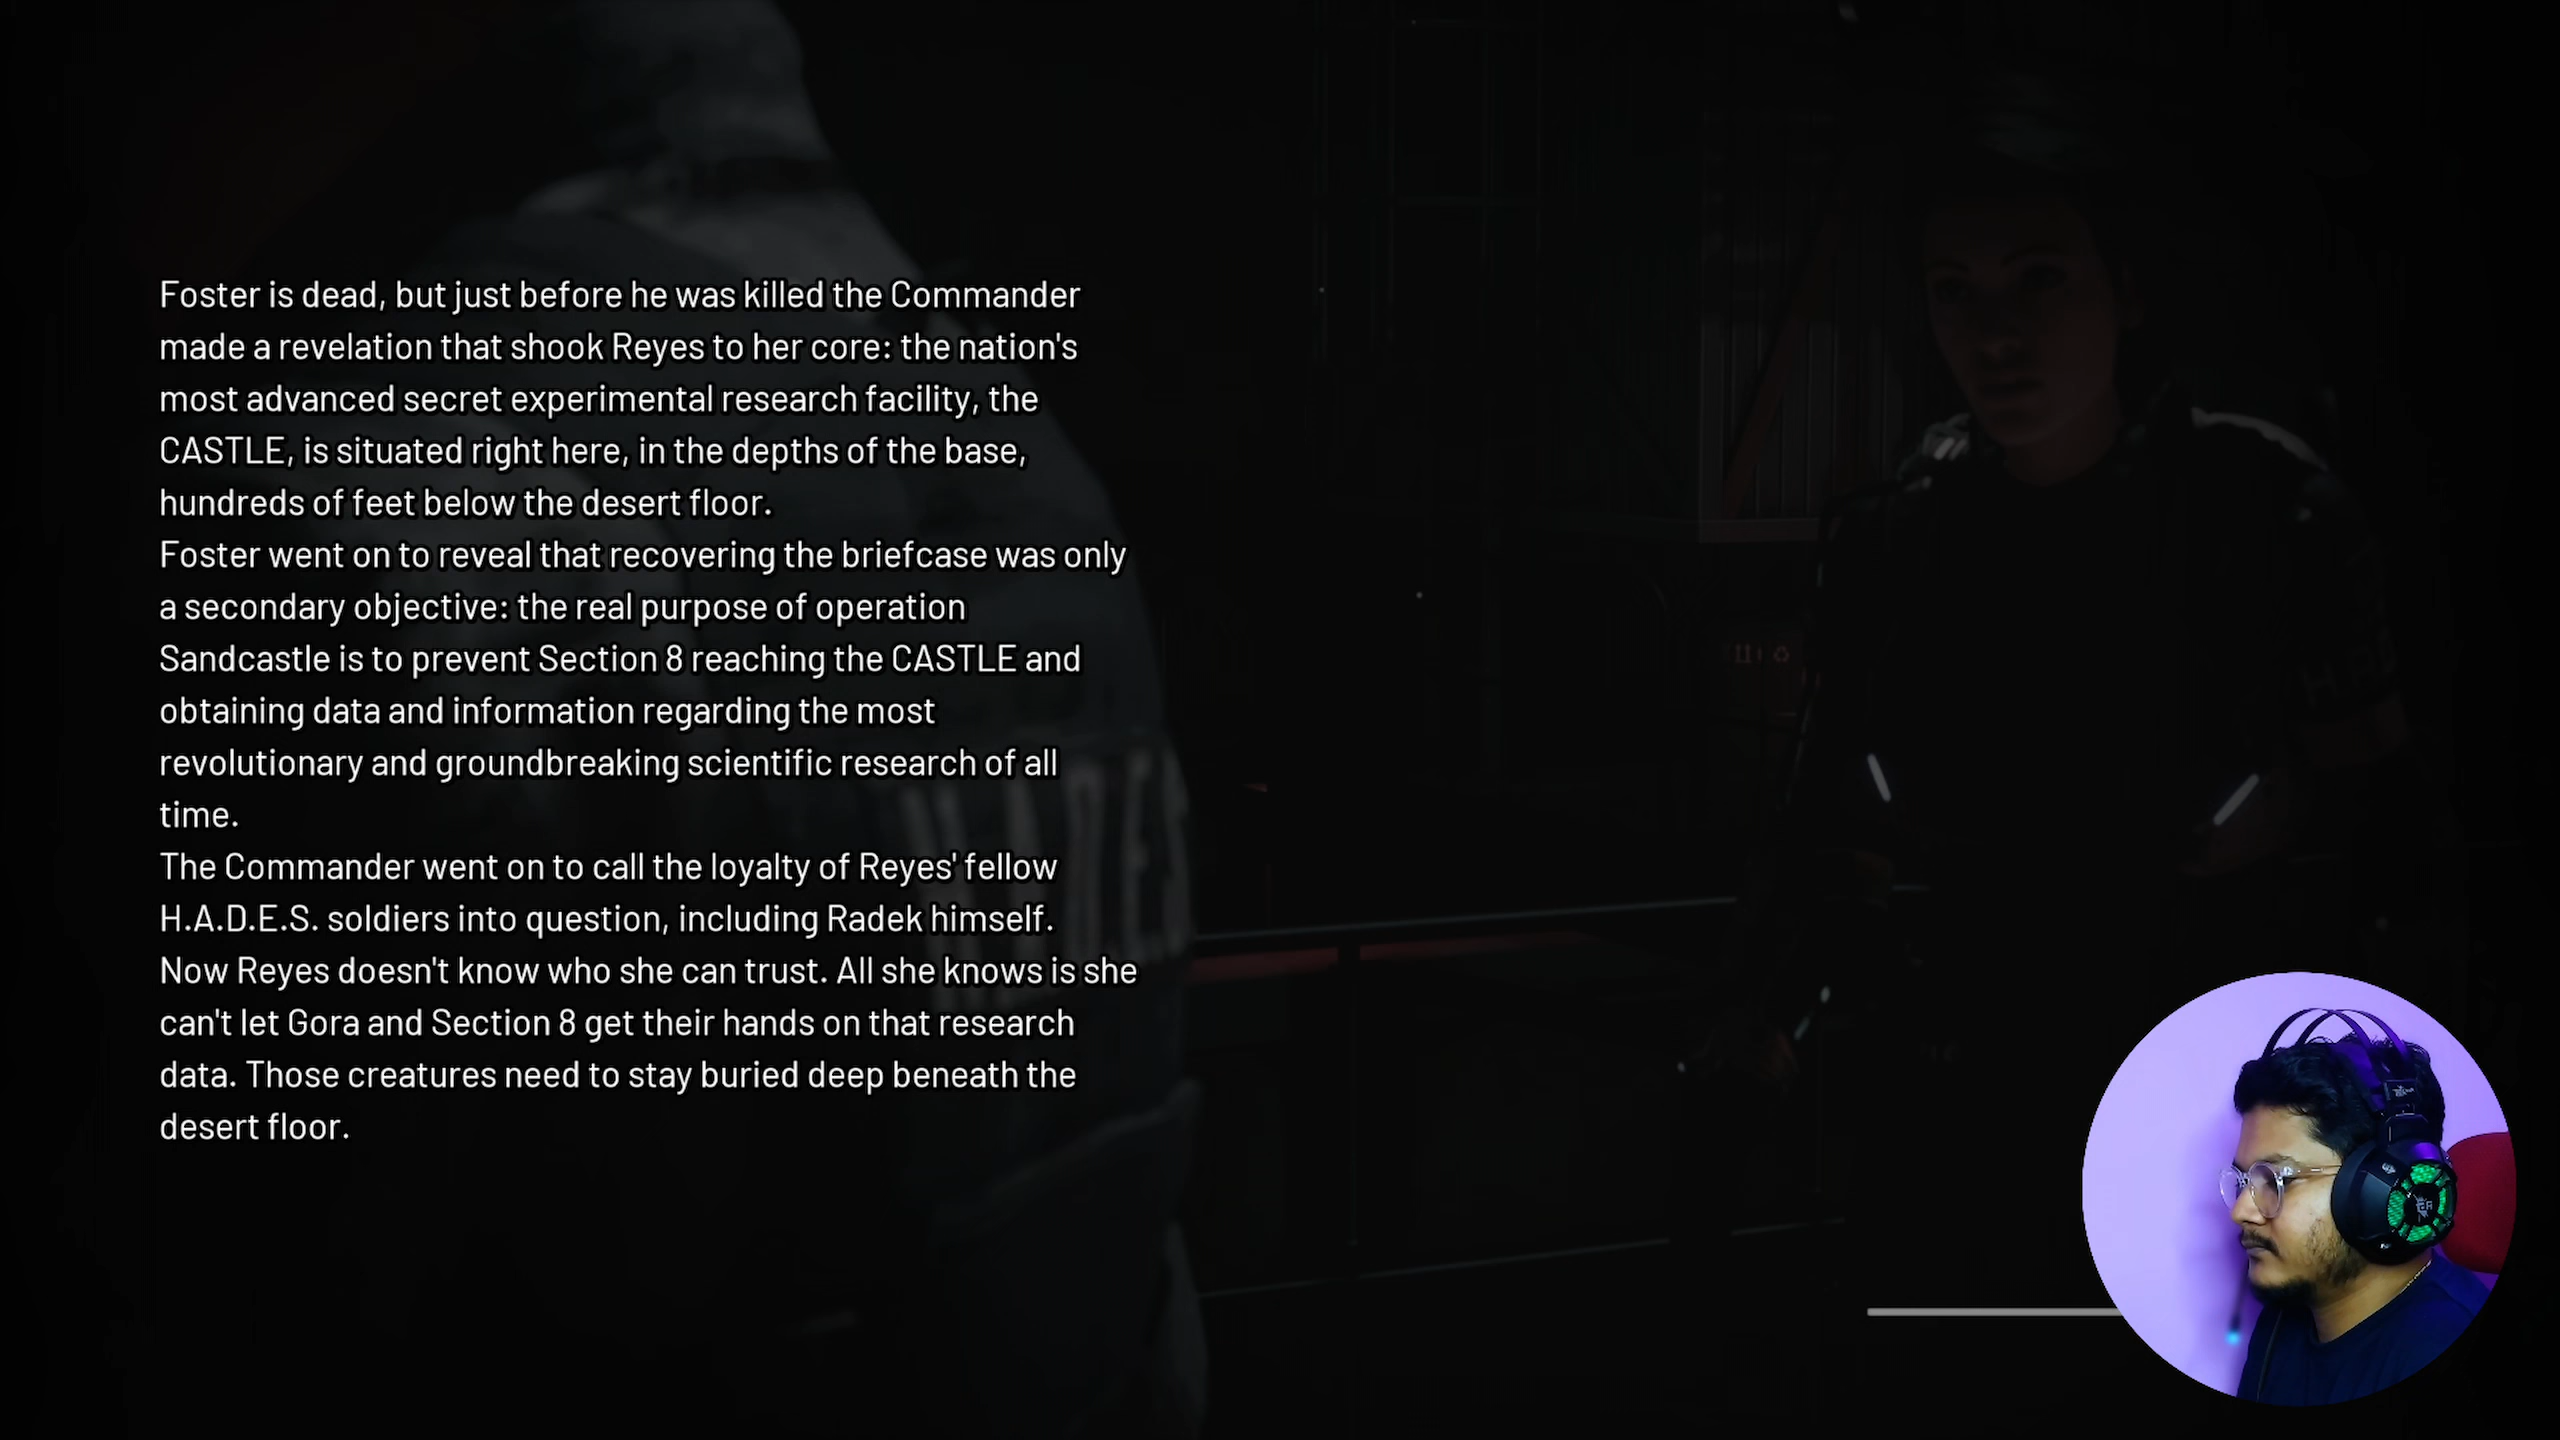 Foster is dead, but just before he was killed the Commander
made a revelation that shook Reyes to her core: the nation's
most advanced secret experimental research facility, the
CASTLE, is situated right here, in the depths of the base,
hundreds of feet below the desert floor.
Foster went on to reveal that recovering the briefcase was only
a secondary objective: the real purpose of operation
Sandcastle is to prevent Section 8 reaching the CASTLE and
obtaining data and information regarding the most
revolutionary and groundbreaking scientific research of all
time.
The Commander went on to call the loyalty of Reyes' fellow
H.A.D.E.S. soldiers into question, including Radek himself.
Now Reyes doesn't know who she can trust. All she knows is she
can't let Gora and Section 8 get their hands on that research
data. Those creatures need to stay buried deep beneath the
desert floor.